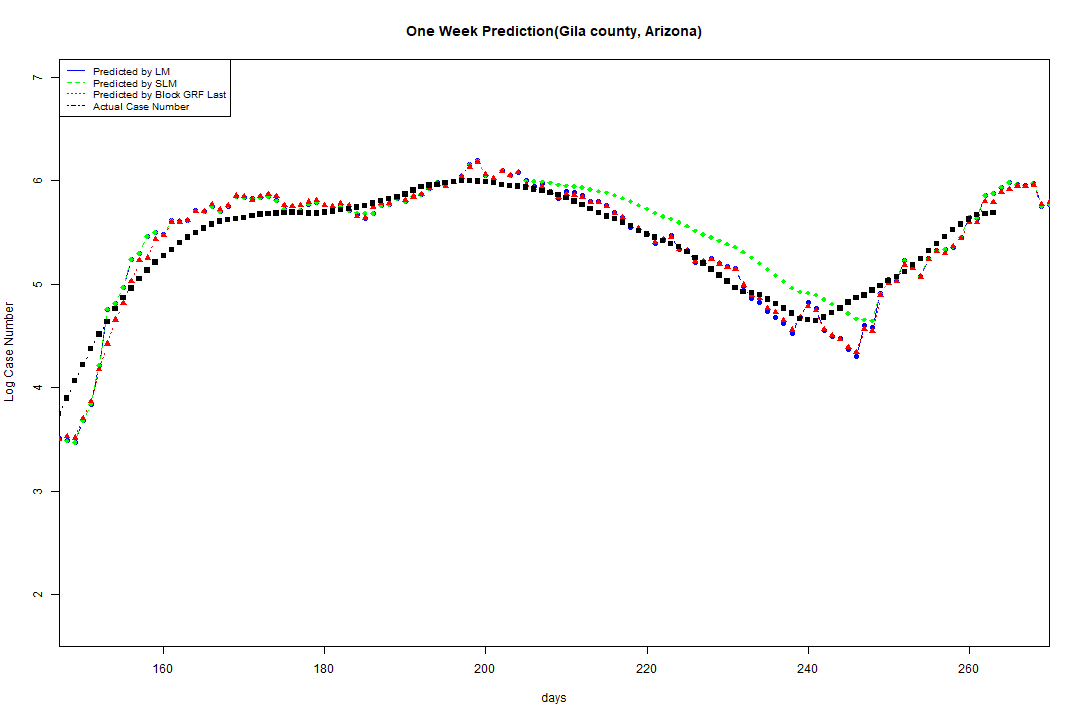 One Week Prediction(Gila county, Arizona)
Predicted by LM
Predicted by SLM
Predicted by Block GRF Last
Actual Case Number
Log Case Number
7
6
5
4
3
2
160 180 200 220 240 260
days